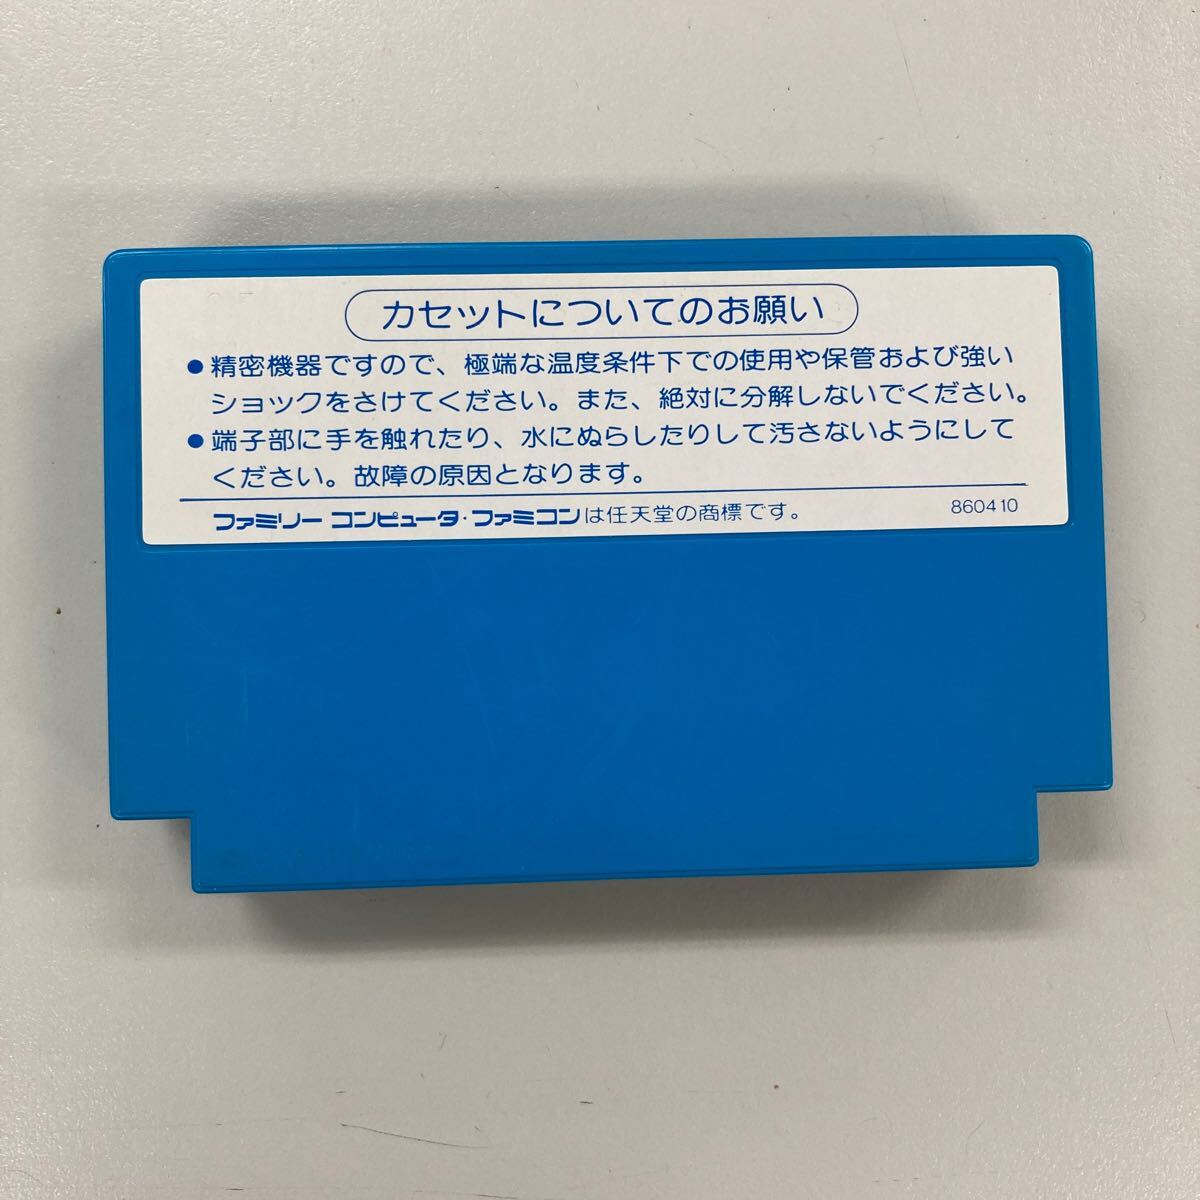 カセットについてのお願い
●精密機器ですので、極端な温度条件下での使用や保管および強い
ショックをさけてください。また、絶対に分解しないでください。
●端子部に手を触れたり、水にぬらしたりして汚さないようにして
ください。故障の原因となります。
ファミリー コンピュータ・ファミコンは任天堂の商標です。 860410